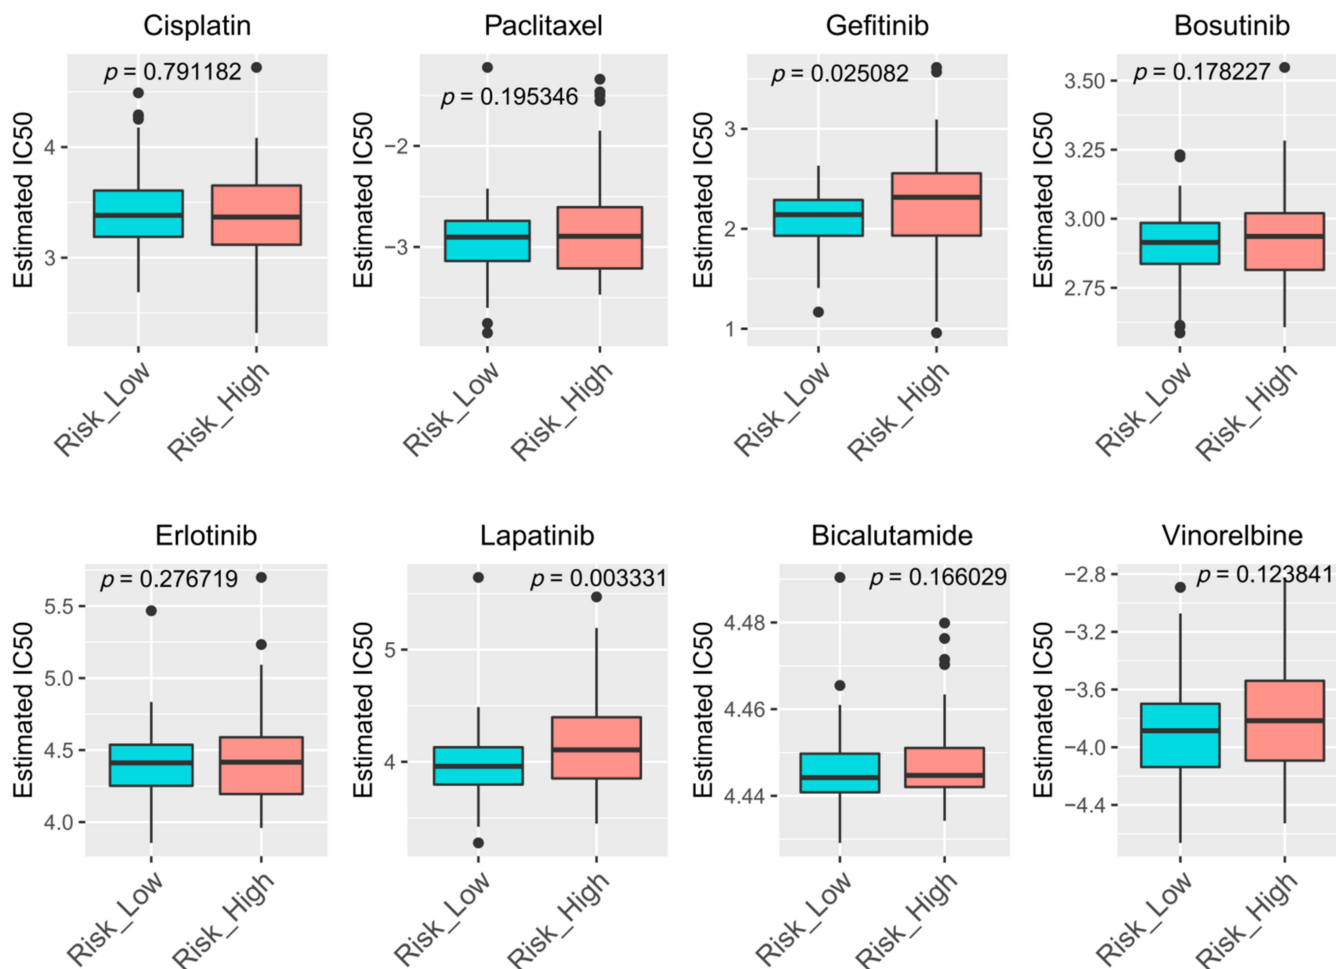 Cisplatin
Paclitaxel
Gefitinib
Bosutinib
Estimated IC50
4
3
p = 0.791182
Risk_Low
Risk_High
Estimated IC50
−2
−3
p = 0.195346
Risk_Low
Risk_High
Estimated IC50
3
2
1
p = 0.025082
Risk_Low
Risk_High
Estimated IC50
3.50
3.25
3.00
2.75
p = 0.178227
Risk_Low
Risk_High
Erlotinib
Lapatinib
Bicalutamide
Vinorelbine
Estimated IC50
5.5
5.0
4.5
4.0
p = 0.276719
Risk_Low
Risk_High
Estimated IC50
5
4
p = 0.003331
Risk_Low
Risk_High
Estimated IC50
4.48
4.46
4.44
p = 0.166029
Risk_Low
Risk_High
Estimated IC50
−2.8
−3.2
−3.6
−4.0
−4.4
p = 0.123841
Risk_Low
Risk_High